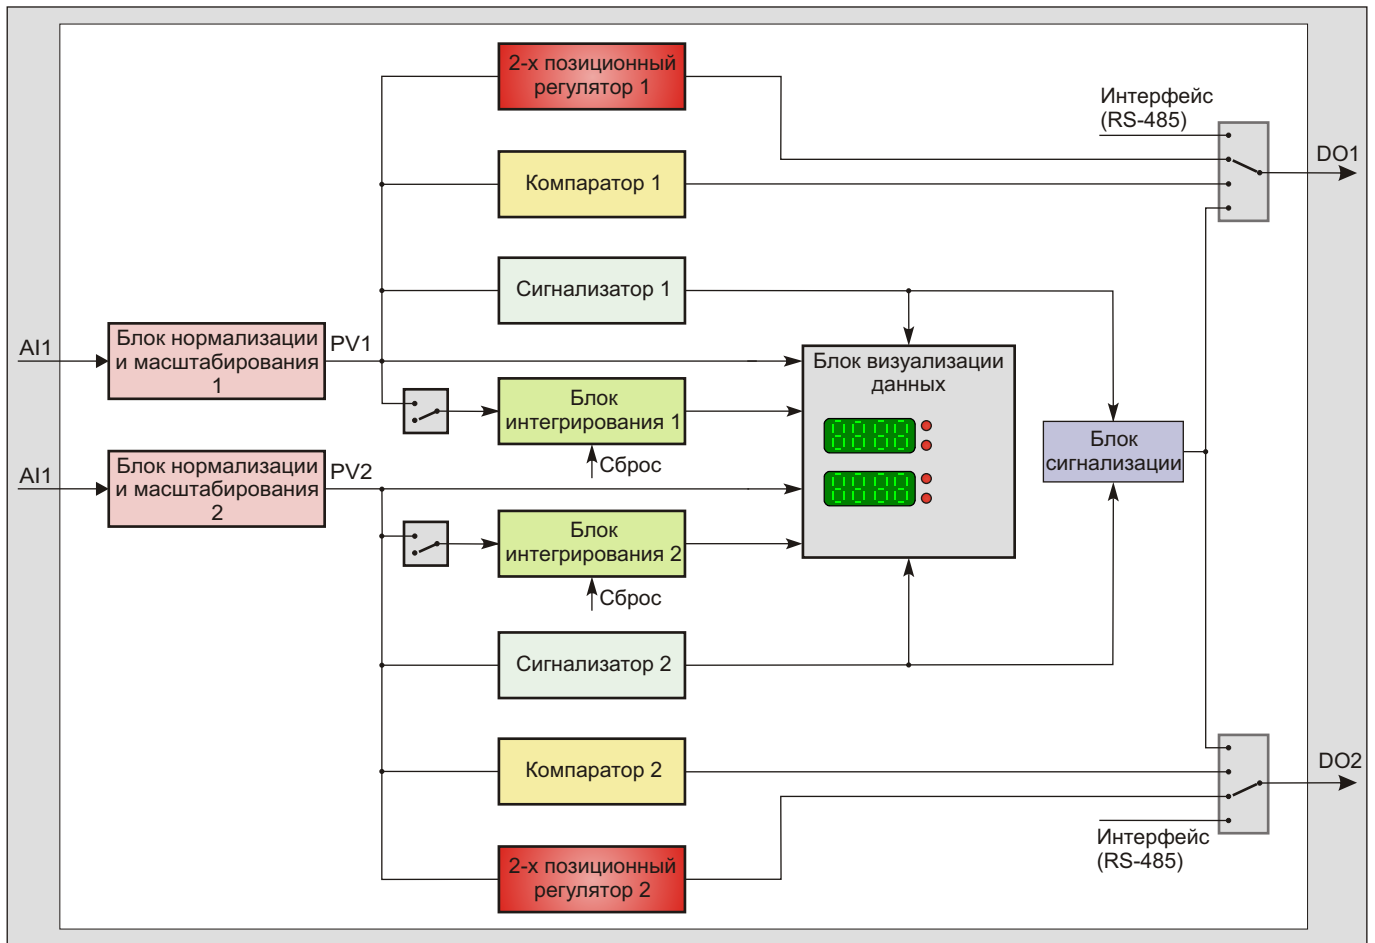 2-х позиционный
регулятор 1
Интерфейс
(RS-485)
DO1
Компаратор 1
Сигнализатор 1
AI1
Блок нормализации
и масштабирования
1
PV1
Блок визуализации
данных
Блок
интегрирования 1
Сброс
8888
8888
Блок
сигнализации
AI1
Блок нормализации
и масштабирования
2
PV2
Блок
интегрирования 2
Сброс
Сигнализатор 2
Компаратор 2
DO2
Интерфейс
(RS-485)
2-х позиционный
регулятор 2